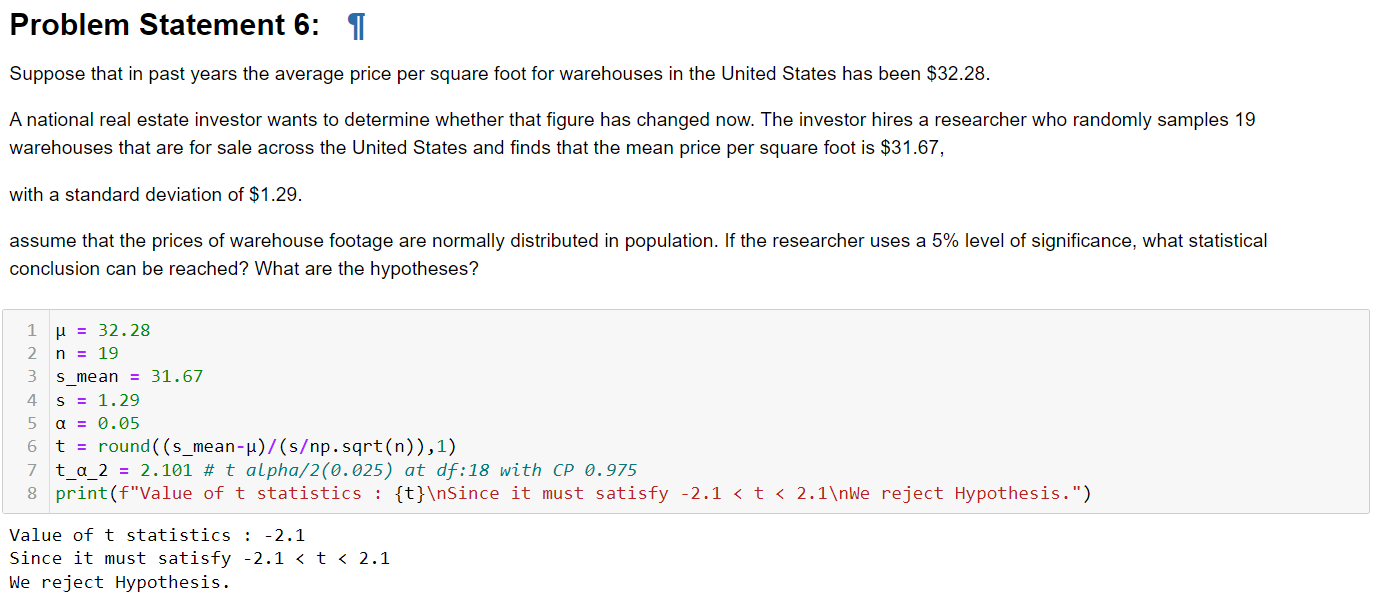 Problem Statement 6: ¶
Suppose that in past years the average price per square foot for warehouses in the United States has been $32.28.
A national real estate investor wants to determine whether that figure has changed now. The investor hires a researcher who randomly samples 19
warehouses that are for sale across the United States and finds that the mean price per square foot is $31.67,
with a standard deviation of $1.29.
assume that the prices of warehouse footage are normally distributed in population. If the researcher uses a 5% level of significance, what statistical
conclusion can be reached? What are the hypotheses?
1 μ = 32.28
2 n = 19
3 s_mean = 31.67
4 s = 1.29
5 α = 0.05
6 t = round((s_mean-μ)/(s/np.sqrt(n)),1)
7 t_α_2 = 2.101 # t alpha/2(0.025) at df:18 with CP 0.975
8 print(f"Value of t statistics : {t}\nSince it must satisfy -2.1 < t < 2.1\nWe reject Hypothesis.")
Value of t statistics : -2.1
Since it must satisfy -2.1 < t < 2.1
We reject Hypothesis.